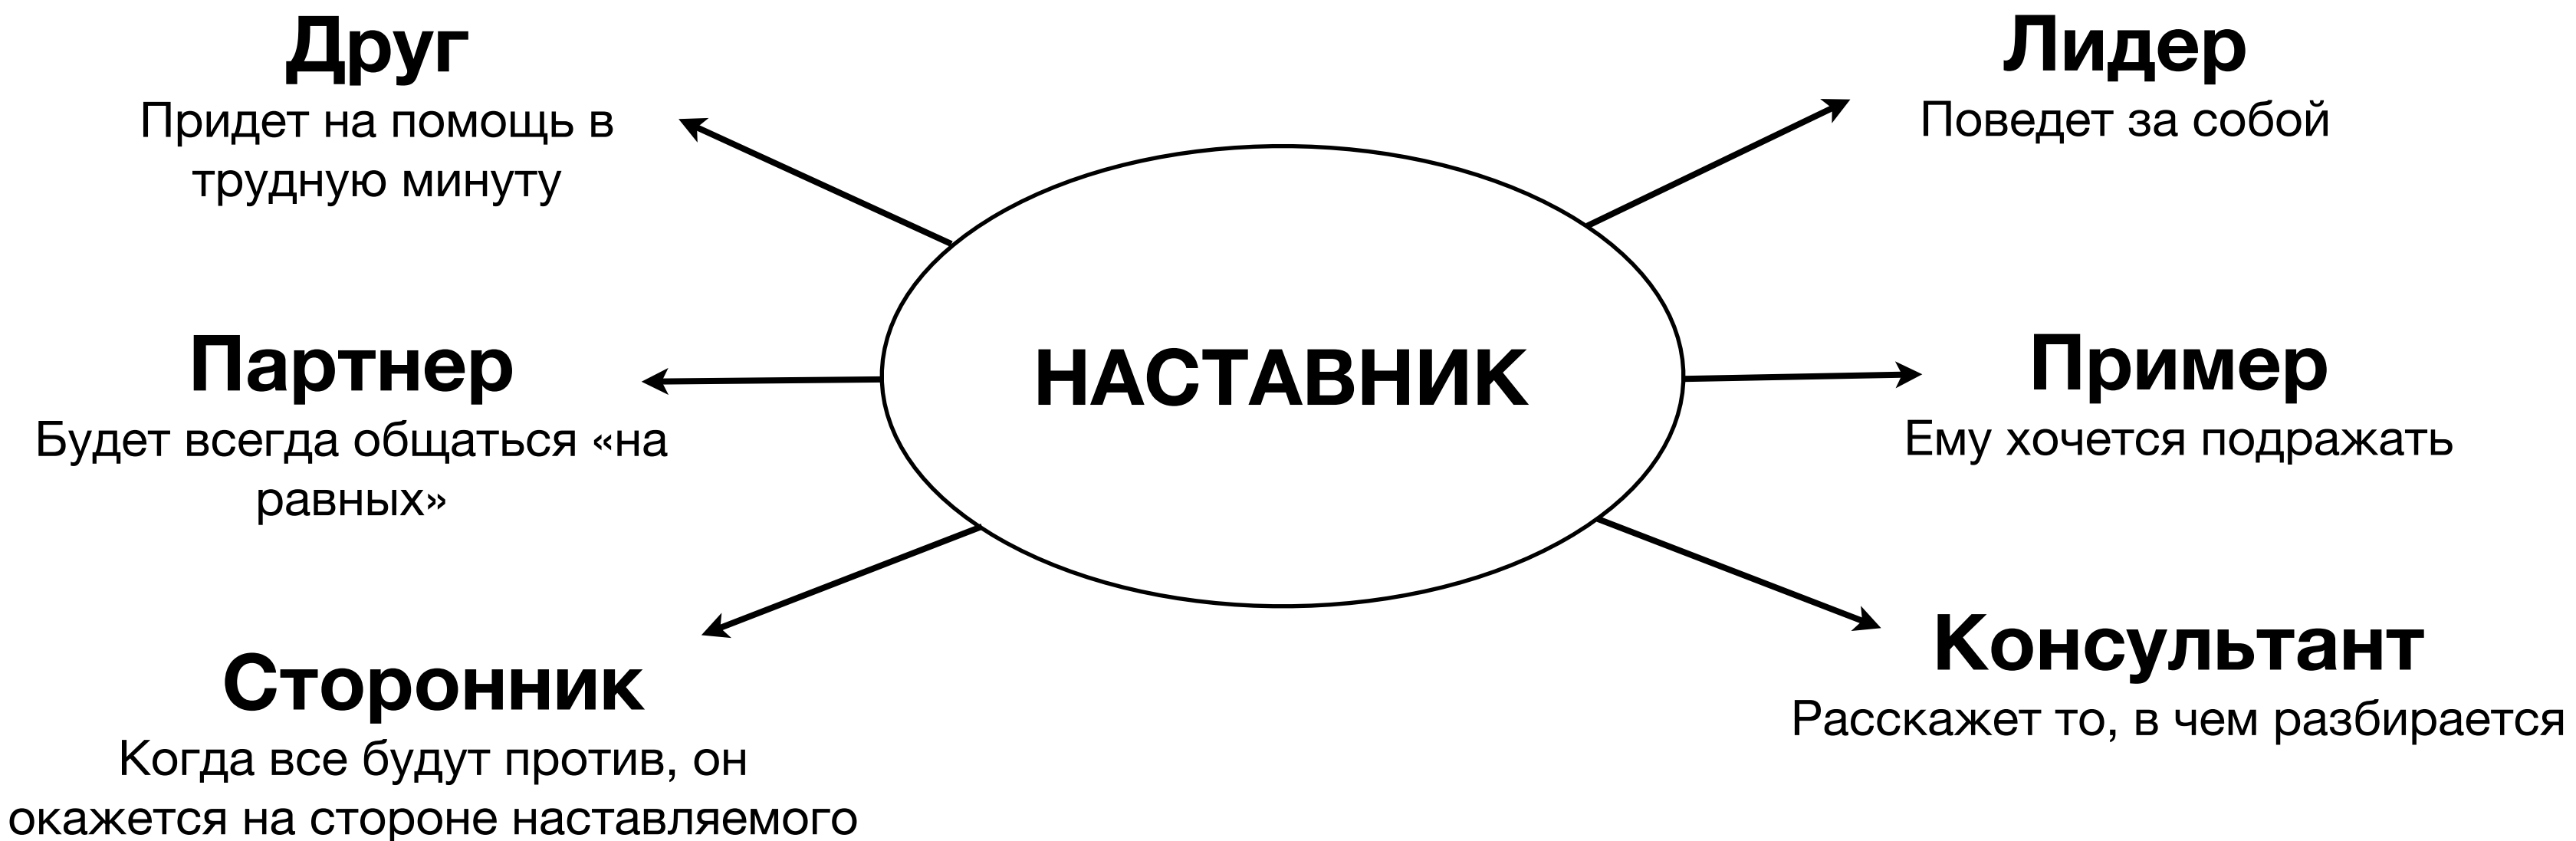 Друг
Придет на помощь в
трудную минуту
Партнер
Будет всегда общаться «на
равных»
Сторонник
Когда все будут против, он
окажется на стороне наставляемого
НАСТАВНИК
Лидер
Поведет за собой
Пример
Ему хочется подражать
Консультант
Расскажет то, в чем разбирается